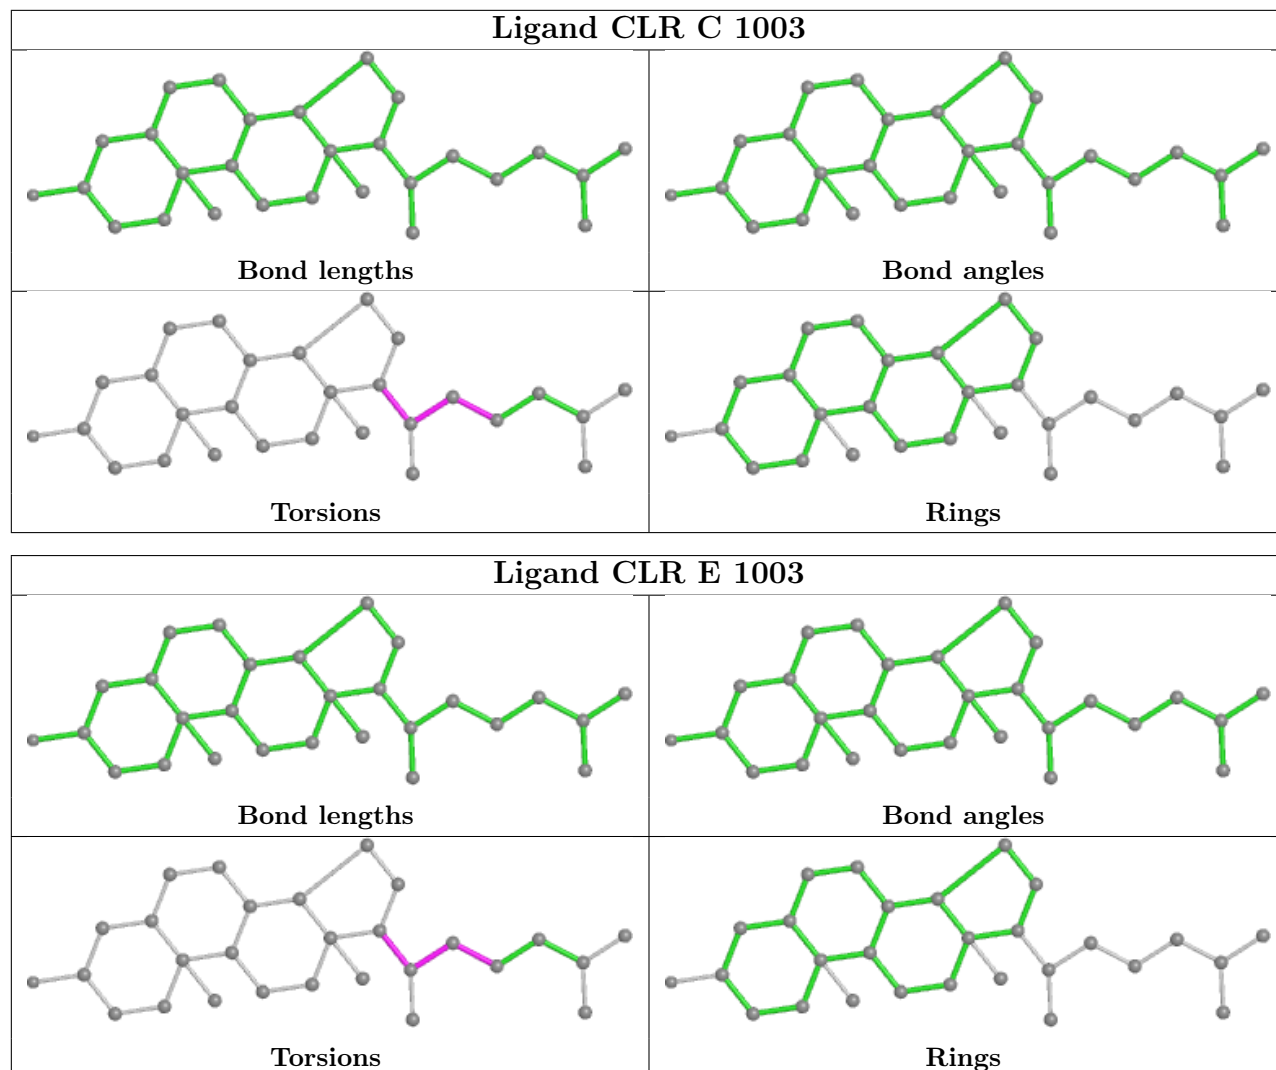 Ligand CLR C 1003
Bond lengths
Bond angles
Torsions
Rings
Ligand CLR E 1003
Bond lengths
Bond angles
Torsions
Rings